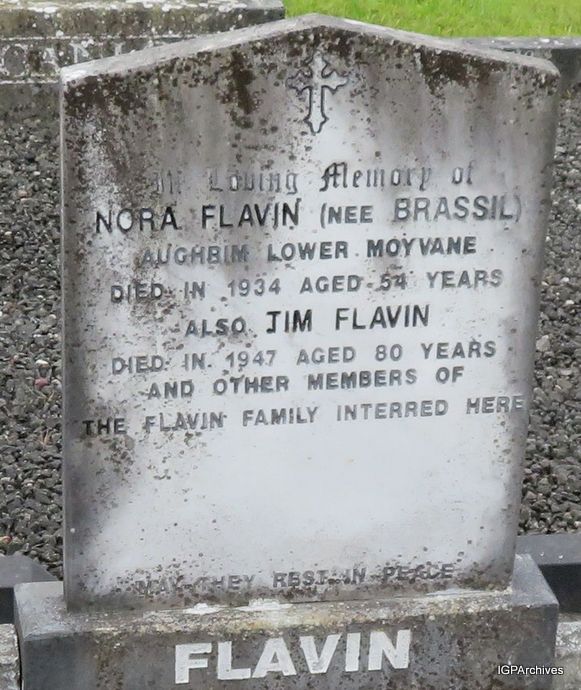 In Loving Memory of
NORA FLAVIN (NEE BRASSIL)
AUGHRIM LOWER MOYVANE
DIED IN 1934 AGED 54 YEARS
ALSO JIM FLAVIN
DIED IN 1947 AGED 80 YEARS
AND OTHER MEMBERS OF
THE FLAVIN FAMILY INTERRED HERE
MAY THEY REST IN PEACE
FLAVIN
IGPArchives